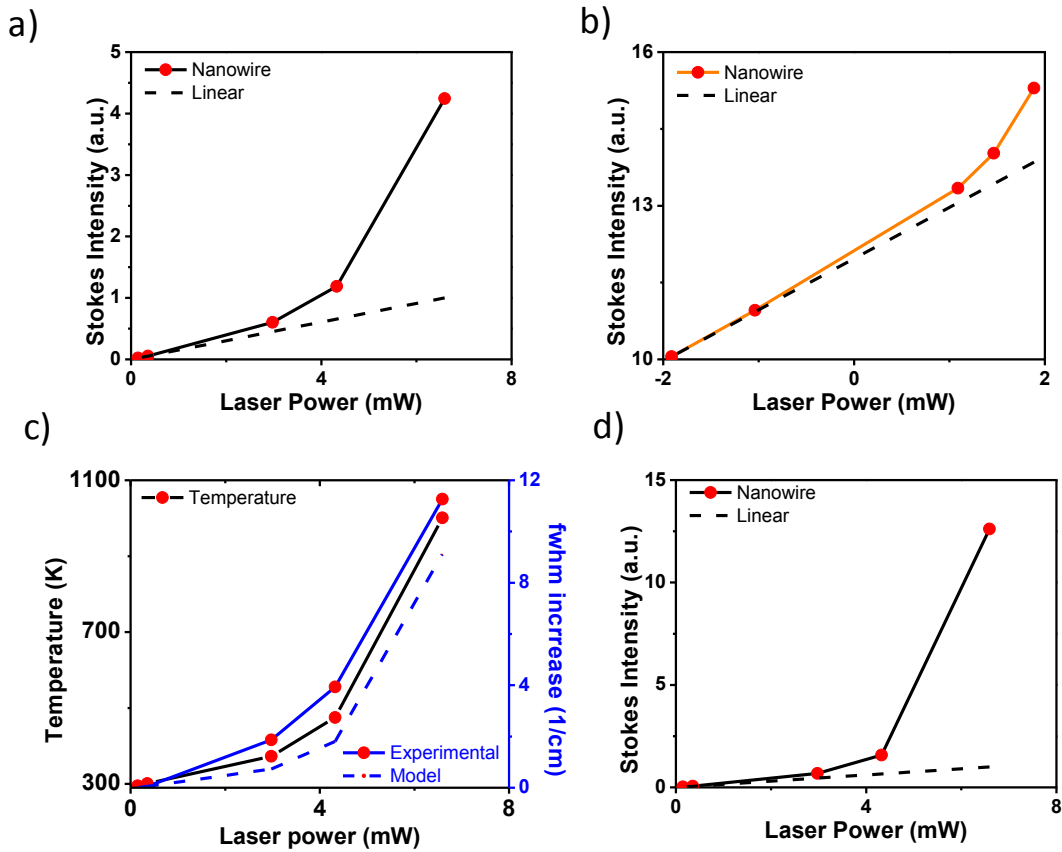 a)
5
4
3
2
1
0
0
4
8
Nanowire
Linear
Stokes Intensity (a.u.)
Laser Power (mW)
b)
16
13
10
-2
0
2
Nanowire
Linear
Stokes Intensity (a.u.)
Laser Power (mW)
c)
1100
700
300
12
8
4
0
0
4
8
Temperature
Experimental
Model
Temperature (K)
fwhm incrrease (1/cm)
Laser power (mW)
d)
15
10
5
0
0
4
8
Nanowire
Linear
Stokes Intensity (a.u.)
Laser Power (mW)